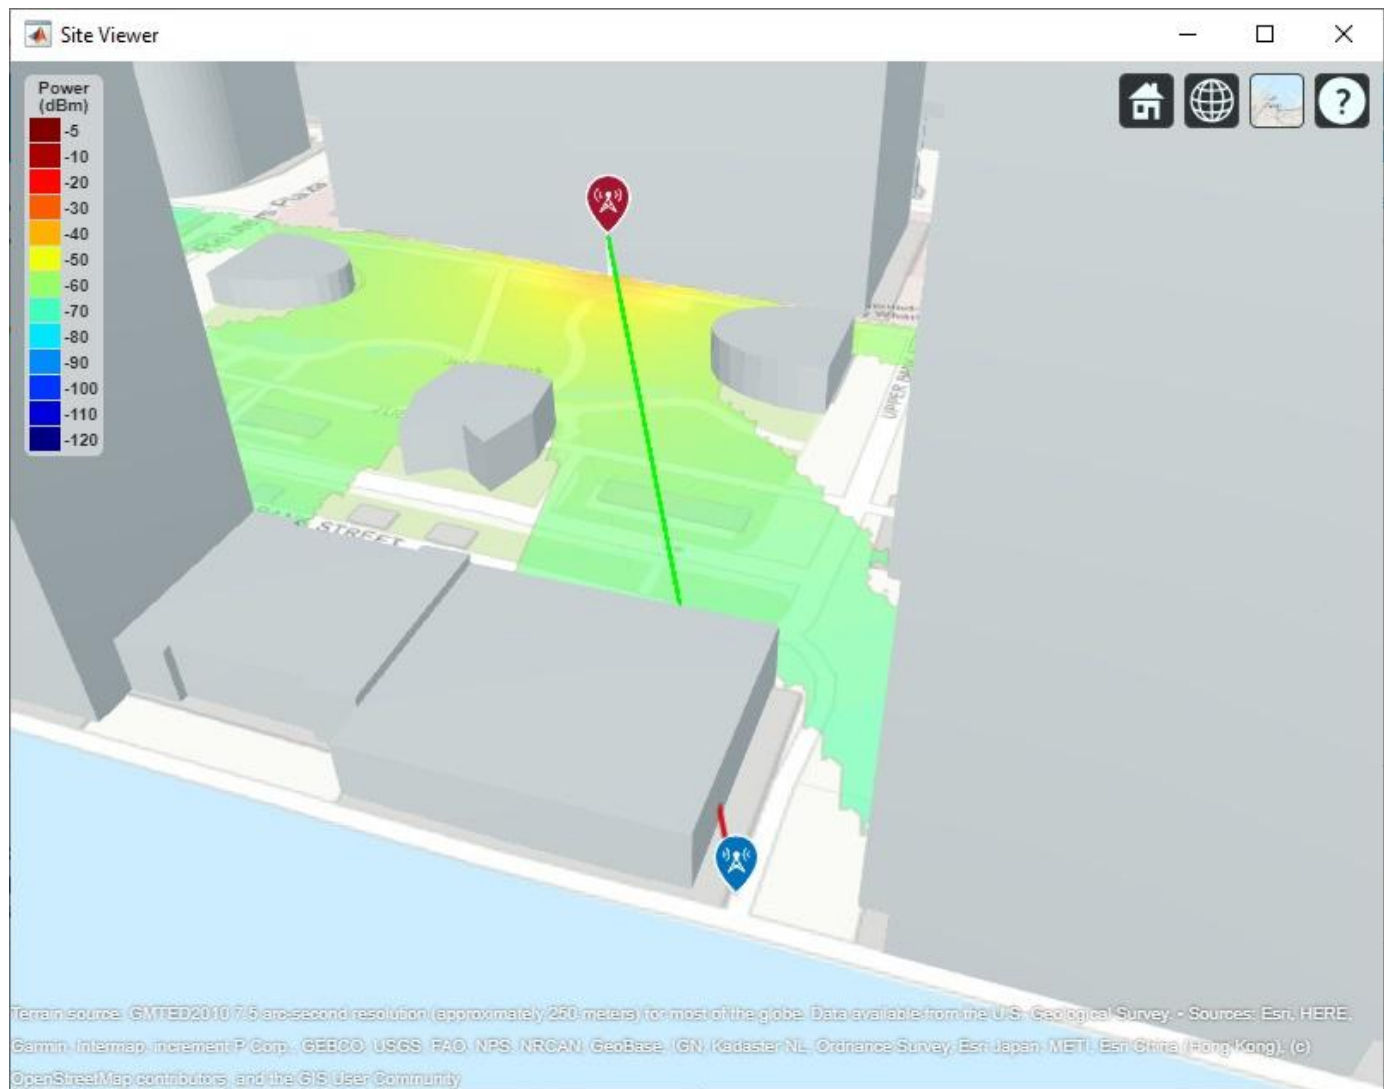 Site Viewer
Power
(dBm)
-5
-10
-20
-30
-40
-50
-60
-70
-80
-90
-100
-110
-120
?
Plaza
UPPER BAN
STREET
Terrain source: GMTED2010 7.5 arc-second resolution (approximately 250 meters) for most of the globe. Data available from the U.S. Geological Survey. • Sources: Esri, HERE,
Garmin, Intermap, increment P Corp., GEBCO, USGS, FAO, NPS, NRCAN, GeoBase, IGN, Kadaster NL, Ordnance Survey, Esri Japan, METI, Esri China (Hong Kong), (c)
OpenStreetMap contributors, and the GIS User Community